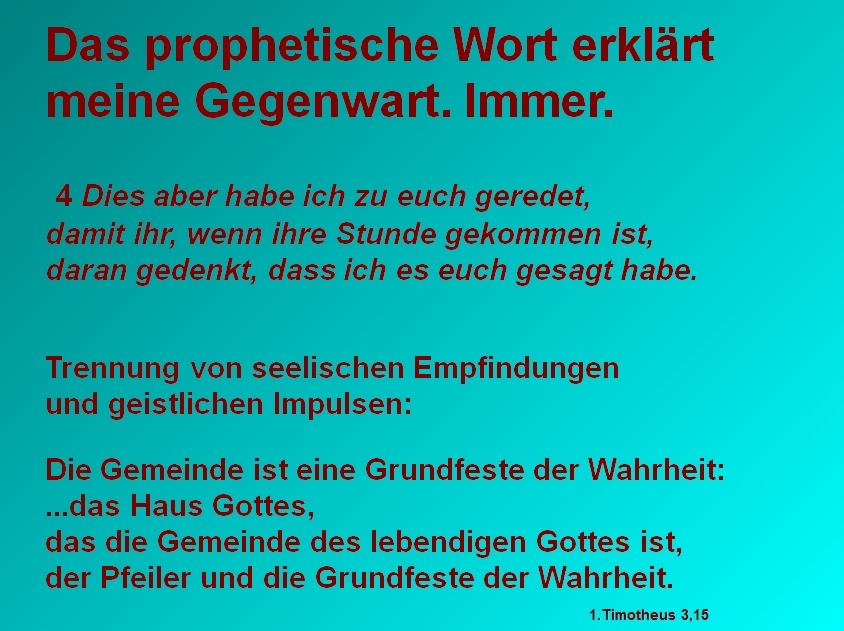 Das prophetische Wort erklärt
meine Gegenwart. Immer.
4 Dies aber habe ich zu euch geredet,
damit ihr, wenn ihre Stunde gekommen ist,
daran gedenkt, dass ich es euch gesagt habe.
Trennung von seelischen Empfindungen
und geistlichen Impulsen:
Die Gemeinde ist eine Grundfeste der Wahrheit:
...das Haus Gottes,
das die Gemeinde des lebendigen Gottes ist,
der Pfeiler und die Grundfeste der Wahrheit.
1.Timotheus 3,15